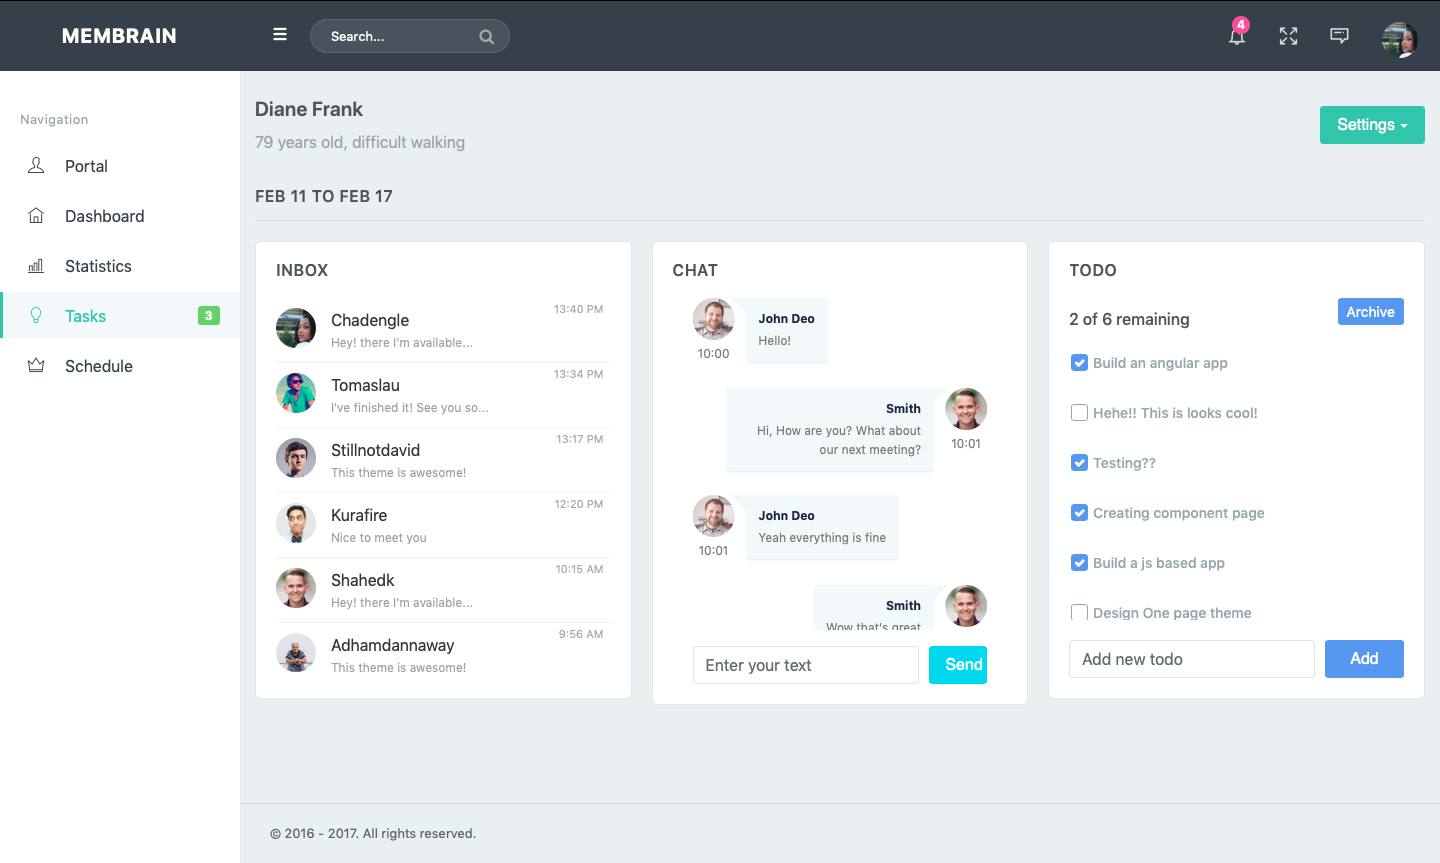 MEMBRAIN
Search...
4
Navigation
Portal
Dashboard
Statistics
Tasks
3
Schedule
Diane Frank
79 years old, difficult walking
Settings
FEB 11 TO FEB 17
INBOX
Chadengle
13:40 PM
Hey! there I'm available...
Tomaslau
13:34 PM
I've finished it! See you so...
Stillnotdavid
13:17 PM
This theme is awesome!
Kurafire
12:20 PM
Nice to meet you
Shahedk
10:15 AM
Hey! there I'm available...
Adhamdannaway
9:56 AM
This theme is awesome!
CHAT
John Deo
Hello!
10:00
Smith
Hi, How are you? What about
our next meeting?
10:01
John Deo
Yeah everything is fine
10:01
Smith
Wow that's great
Enter your text
Send
TODO
2 of 6 remaining
Archive
Build an angular app
Hehe!! This is looks cool!
Testing??
Creating component page
Build a js based app
Design One page theme
Add new todo
Add
© 2016 - 2017. All rights reserved.